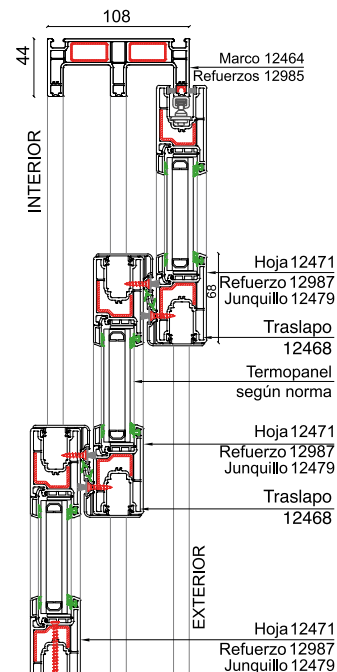 108
44
Marco 12464
Refuerzos 12985
INTERIOR
Hoja 12471
Refuerzo 12987
Junquillo 12479
68
Traslapo
12468
Termopanel
según norma
Hoja 12471
Refuerzo 12987
Junquillo 12479
Traslapo
12468
EXTERIOR
Hoja 12471
Refuerzo 12987
Junquillo 12479